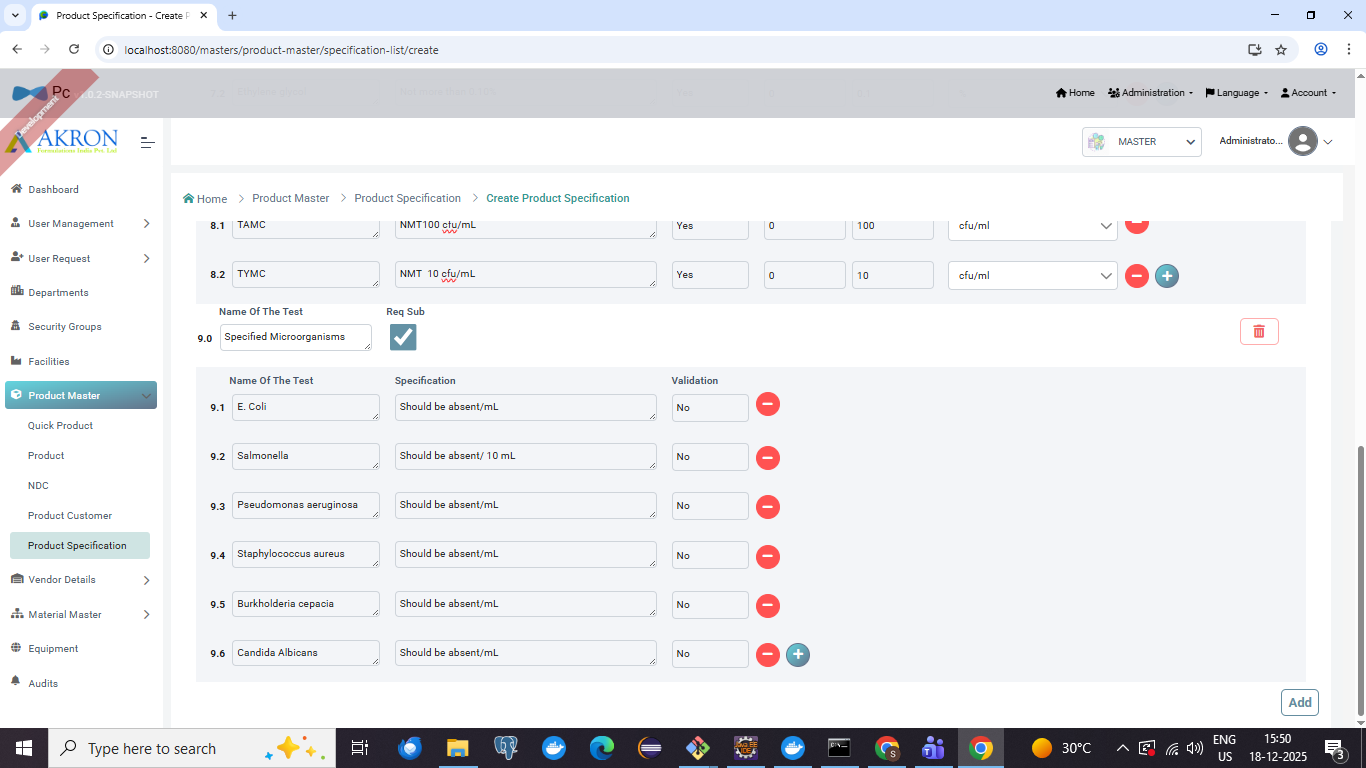 Product Specification - Create P
localhost:8080/masters/product-master/specification-list/create
Pc
.0.2-SNAPSHOT
Development
Home
Administration
Language
Account
AKRON
Formulations India Pvt Ltd
MASTER
Administrato...
Home
Product Master
Product Specification
Create Product Specification
Dashboard
User Management
User Request
Departments
Security Groups
Facilities
Product Master
Quick Product
Product
NDC
Product Customer
Product Specification
Vendor Details
Material Master
Equipment
Audits
8.1 TAMC NMT100 cfu/mL Yes 0 100 cfu/ml
8.2 TYMC NMT 10 cfu/mL Yes 0 10 cfu/ml
Name Of The Test Req Sub
9.0 Specified Microorganisms
Name Of The Test Specification Validation
9.1 E. Coli Should be absent/mL No
9.2 Salmonella Should be absent/ 10 mL No
9.3 Pseudomonas aeruginosa Should be absent/mL No
9.4 Staphylococcus aureus Should be absent/mL No
9.5 Burkholderia cepacia Should be absent/mL No
9.6 Candida Albicans Should be absent/mL No
Add
Type here to search
30°C
ENG
US
15:50
18-12-2025
3